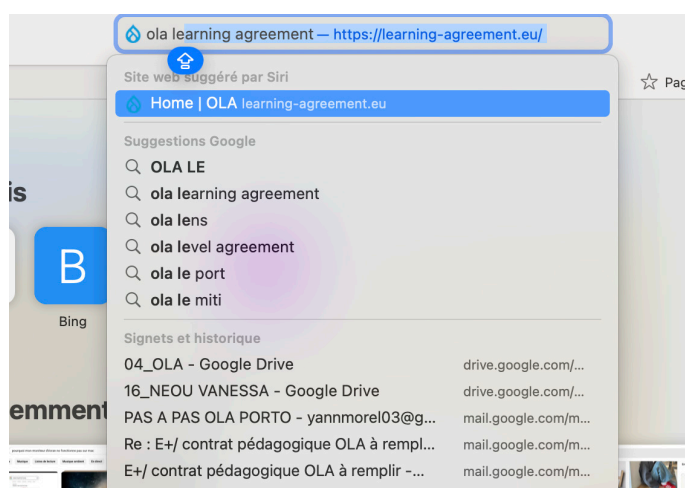 ola learning agreement — https://learning-agreement.eu/
Site web suggéré par Siri
Home | OLA learning-agreement.eu
Pag
Suggestions Google
OLA LE
ola learning agreement
is
ola lens
ola level agreement
B
ola le port
ola le miti
Bing
Signets et historique
04_OLA - Google Drive drive.google.com/...
16_NEOU VANESSA - Google Drive drive.google.com/...
emment
PAS A PAS OLA PORTO - yannmorel03@g... mail.google.com/m...
Re : E+/ contrat pédagogique OLA à rempl... mail.google.com/m...
E+/ contrat pédagogique OLA à remplir -... mail.google.com/m...